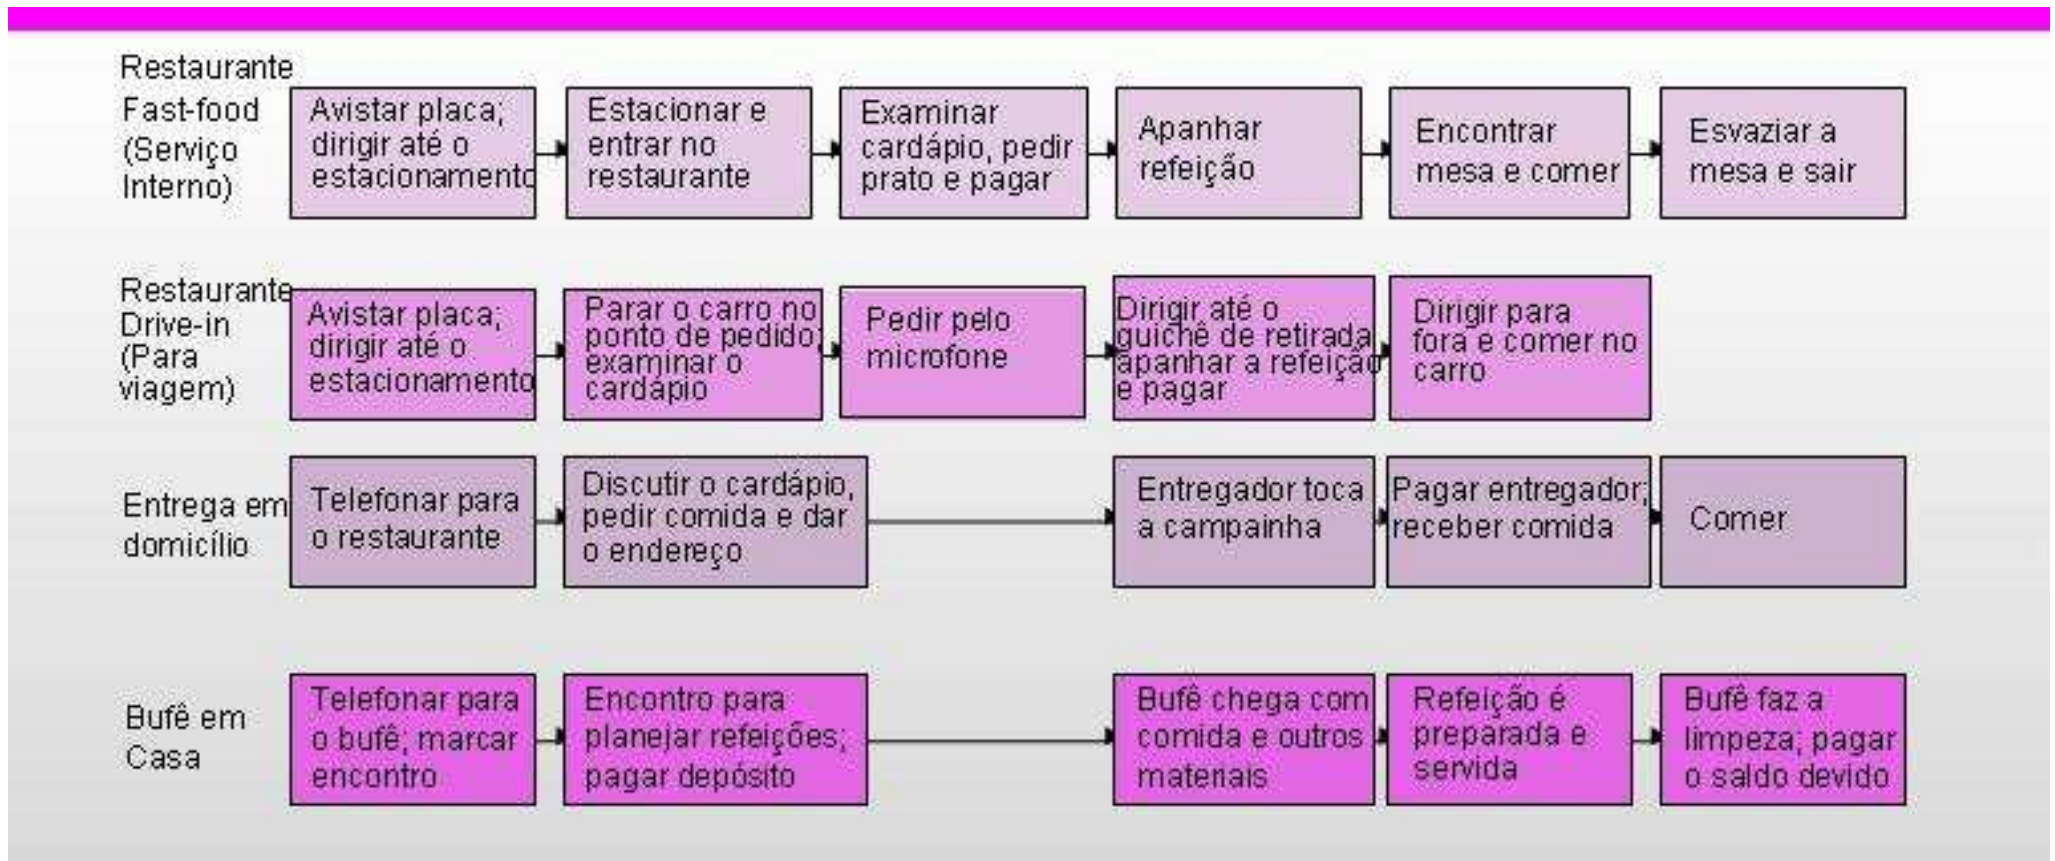 Restaurante
Fast-food
(Serviço
Interno)
Avistar placa;
dirigir até o
estacionamento
Estacionar e
entrar no
restaurante
Examinar
cardápio, pedir
prato e pagar
Apanhar
refeição
Encontrar
mesa e comer
Esvaziar a
mesa e sair
Restaurante
Drive-in
(Para
viagem)
Avistar placa;
dirigir até o
estacionamento
Parar o carro no
ponto de pedido;
examinar o
cardápio
Pedir pelo
microfone
Dirigir até o
guichê de retirada,
apanhar a refeição
e pagar
Dirigir para
fora e comer no
carro
Entrega em
domicílio
Telefonar para
o restaurante
Discutir o cardápio,
pedir comida e dar
o endereço
Entregador toca
a campainha
Pagar entregador;
receber comida
Comer
Bufê em
Casa
Telefonar para
o bufê; marcar
encontro
Encontro para
planejar refeições;
pagar depósito
Bufê chega com
comida e outros
materiais
Refeição é
preparada e
servida
Bufê faz a
limpeza; pagar
o saldo devido